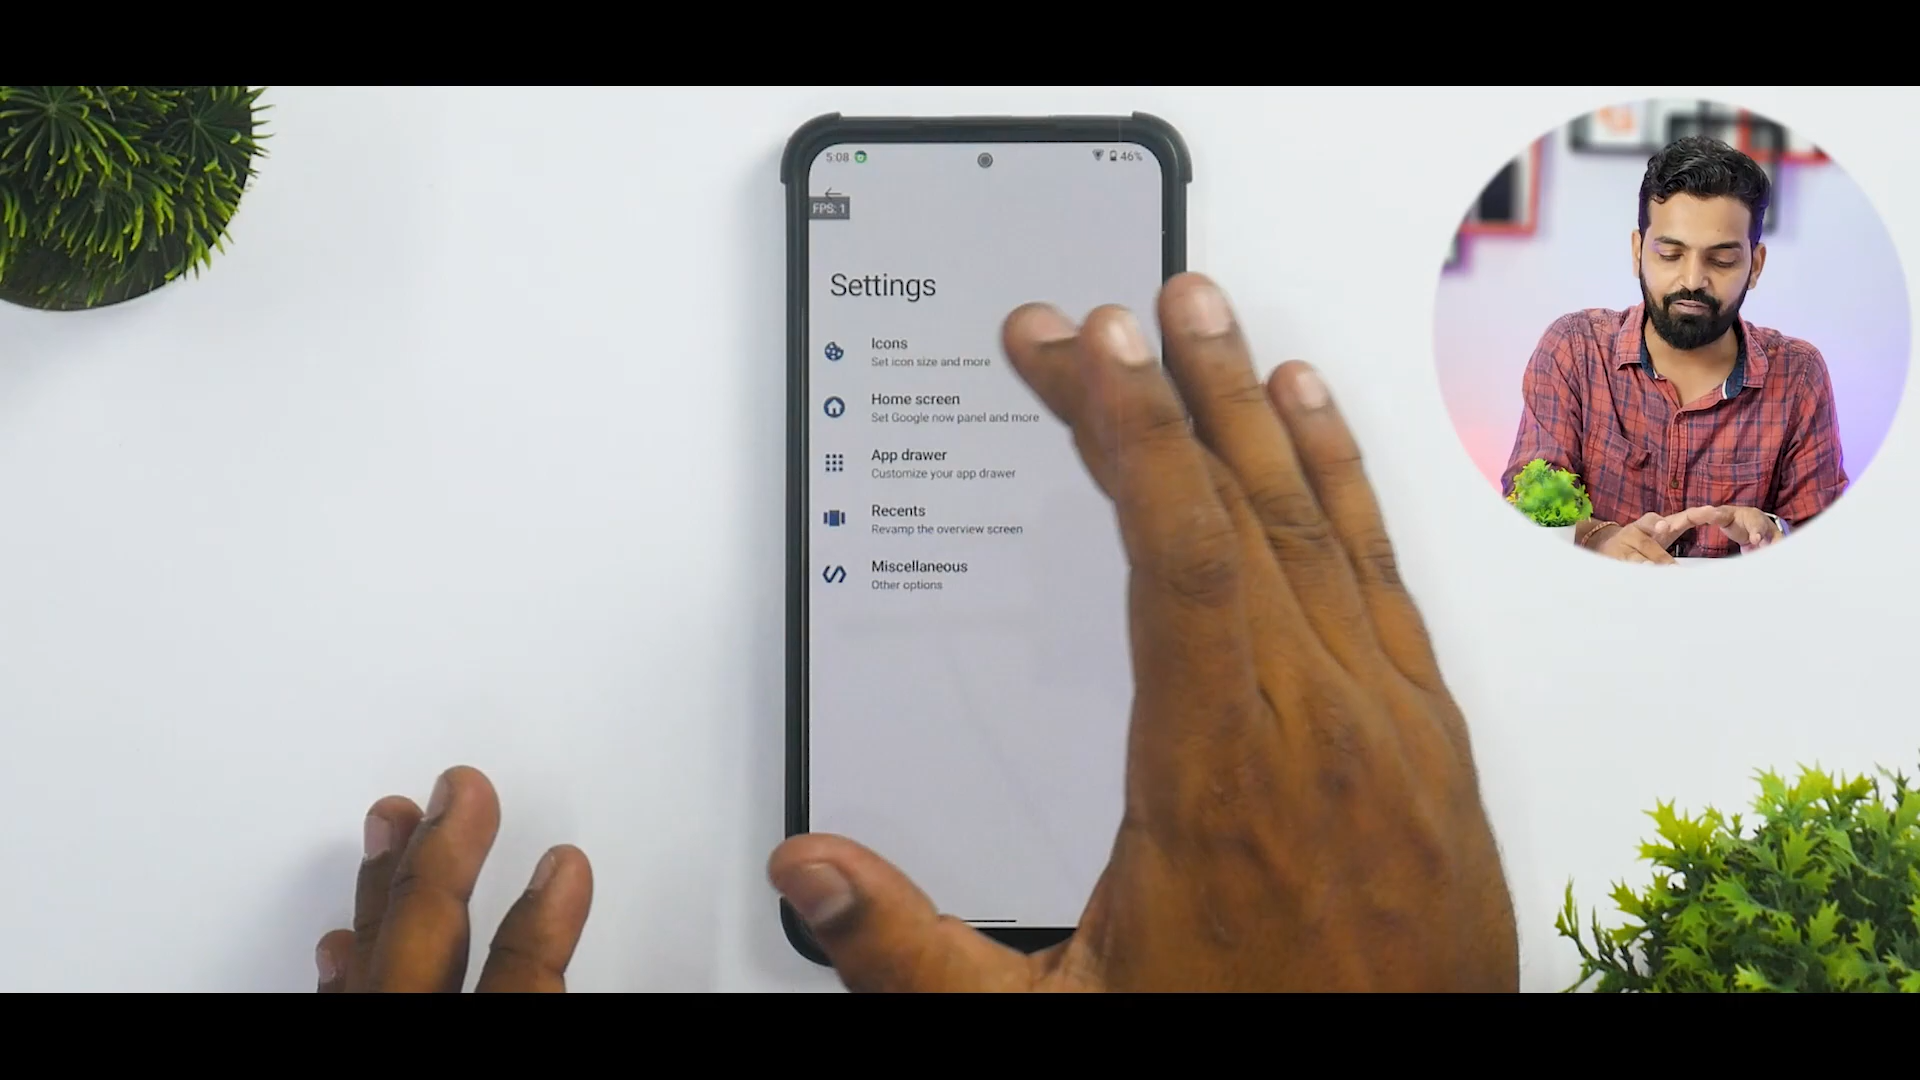 5:08
46%
FPS: 1
Settings
Icons
Set icon size and more
Home screen
Set Google now panel and more
App drawer
Customize your app drawer
Recents
Revamp the overview screen
Miscellaneous
Other options